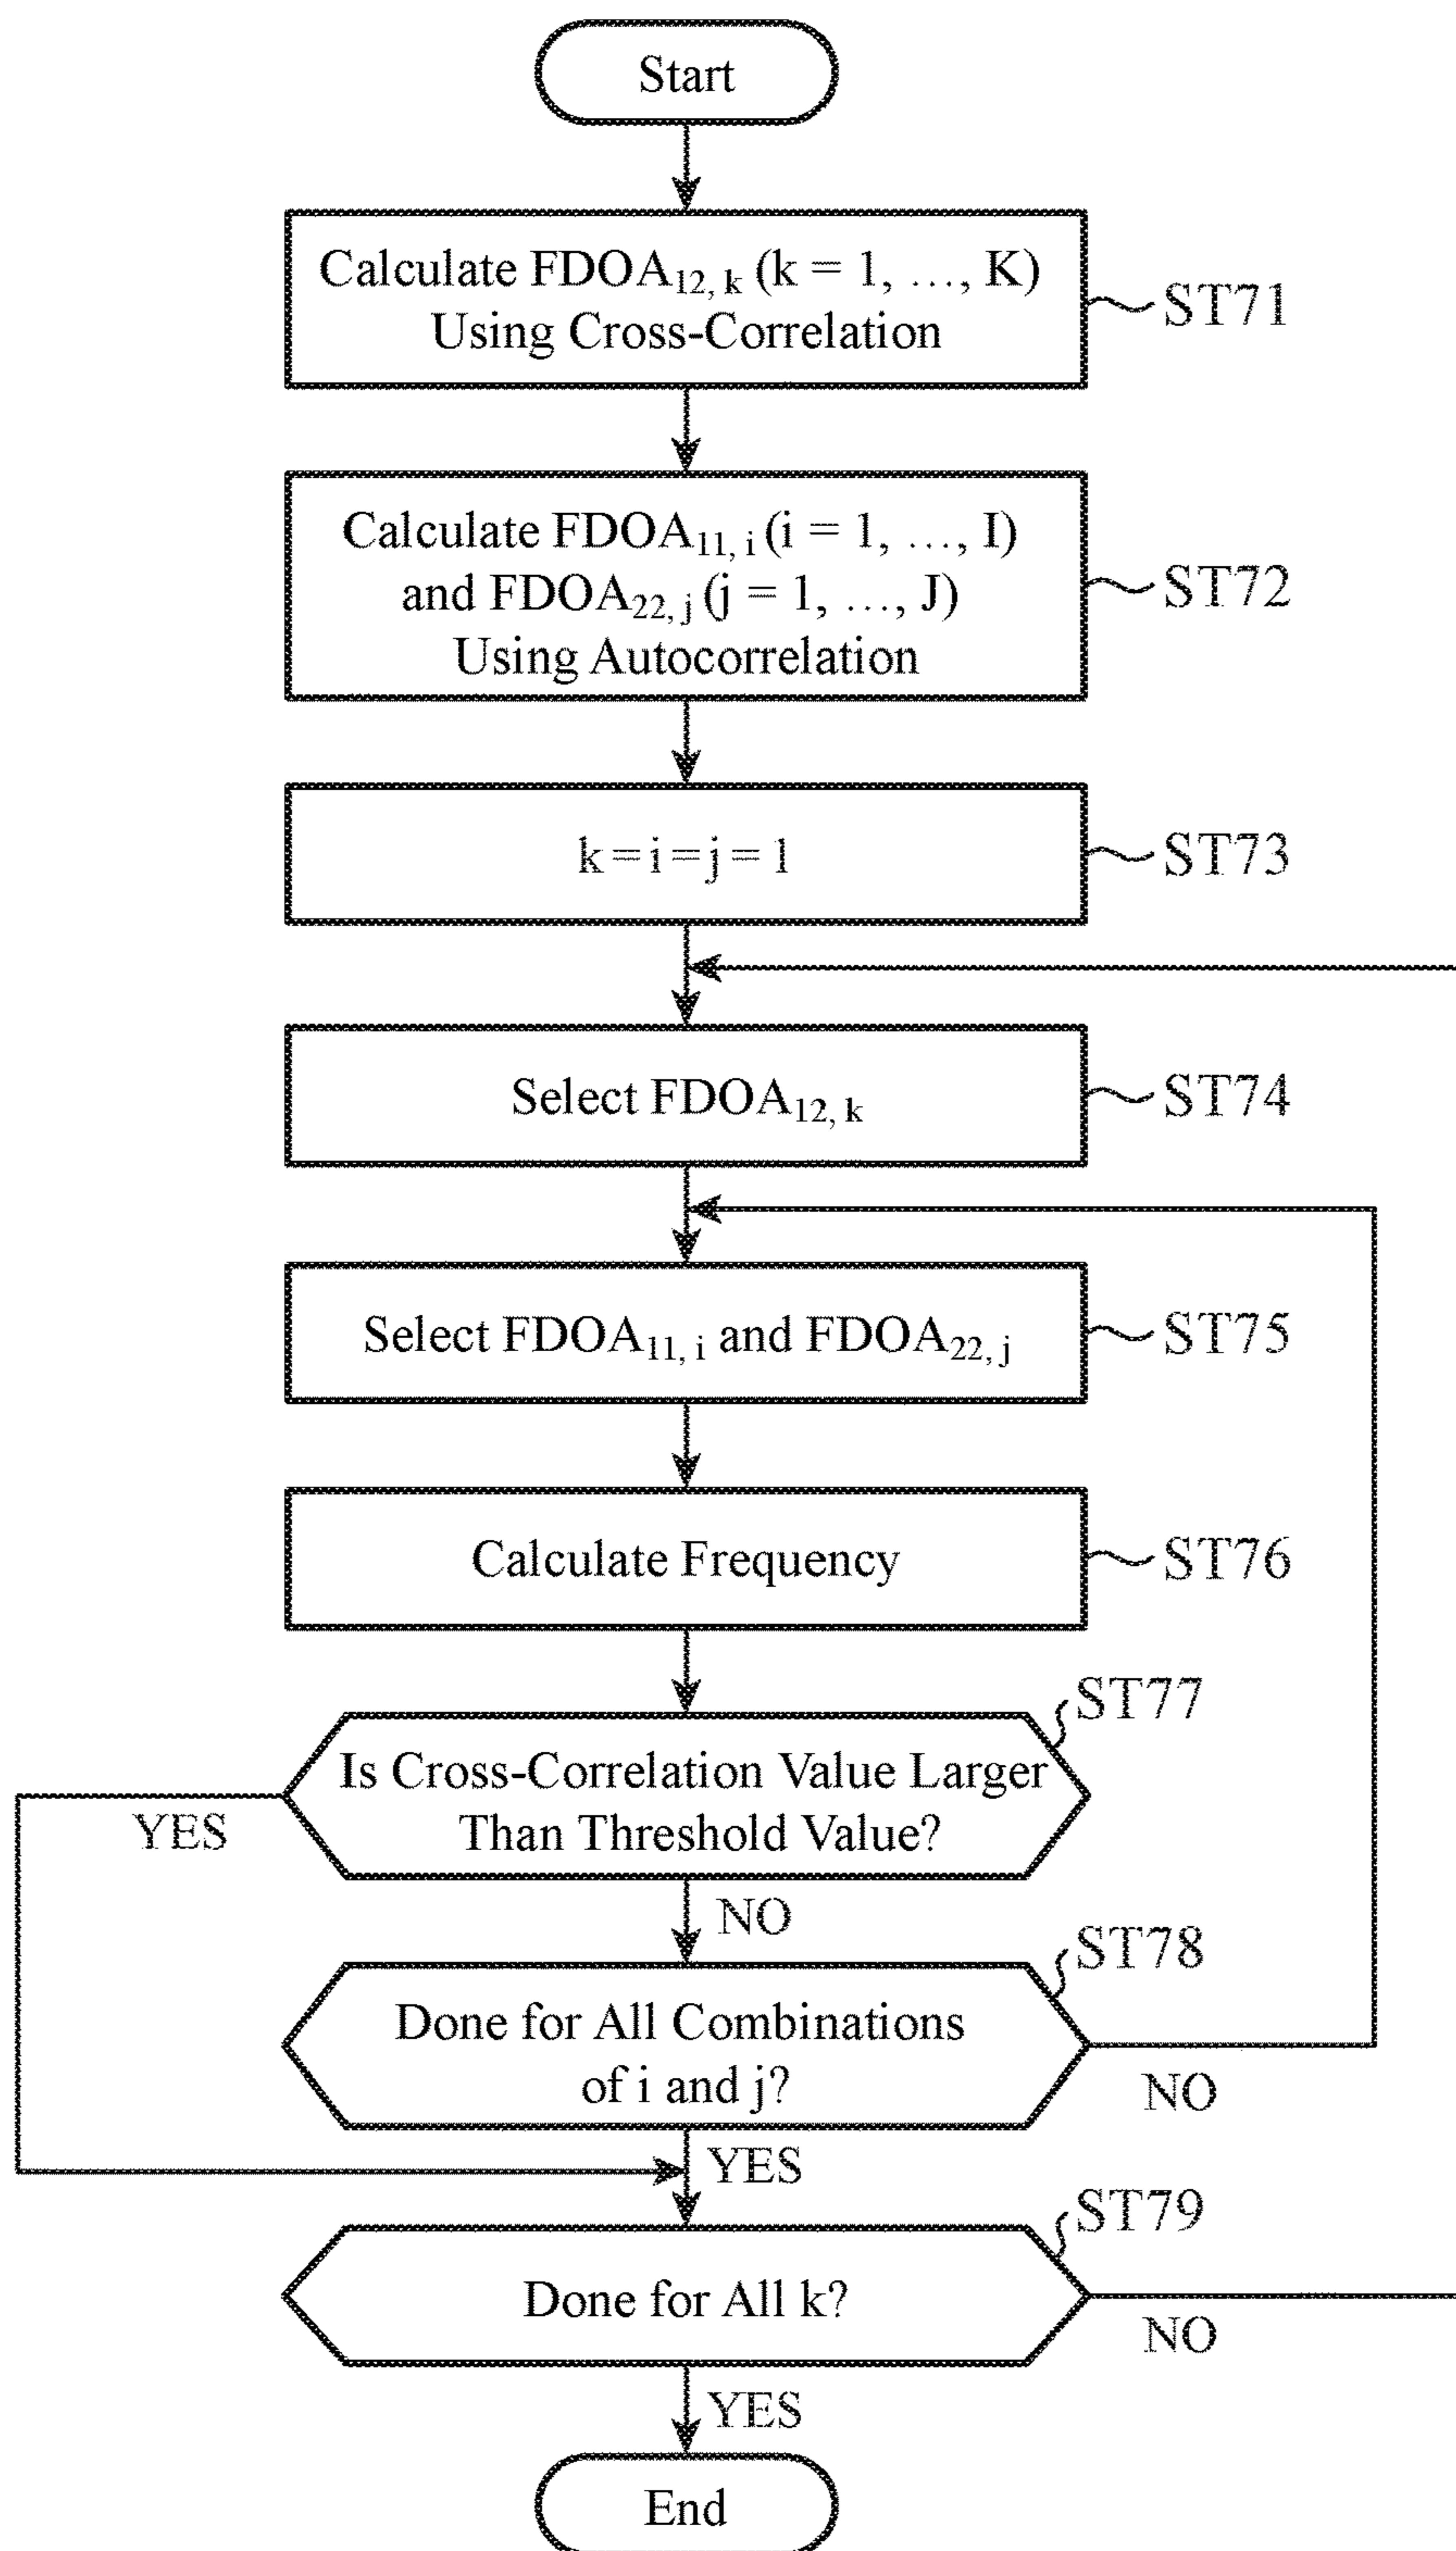 Start
Calculate FDOA₁₂, ₖ (k = 1, …, K)
Using Cross-Correlation
ST71
Calculate FDOA₁₁, ᵢ (i = 1, …, I)
and FDOA₂₂, ⱼ (j = 1, …, J)
Using Autocorrelation
ST72
k = i = j = 1
ST73
Select FDOA₁₂, ₖ
ST74
Select FDOA₁₁, ᵢ and FDOA₂₂, ⱼ
ST75
Calculate Frequency
ST76
ST77
Is Cross-Correlation Value Larger
Than Threshold Value?
YES
NO
ST78
Done for All Combinations
of i and j?
NO
YES
ST79
Done for All k?
NO
YES
End